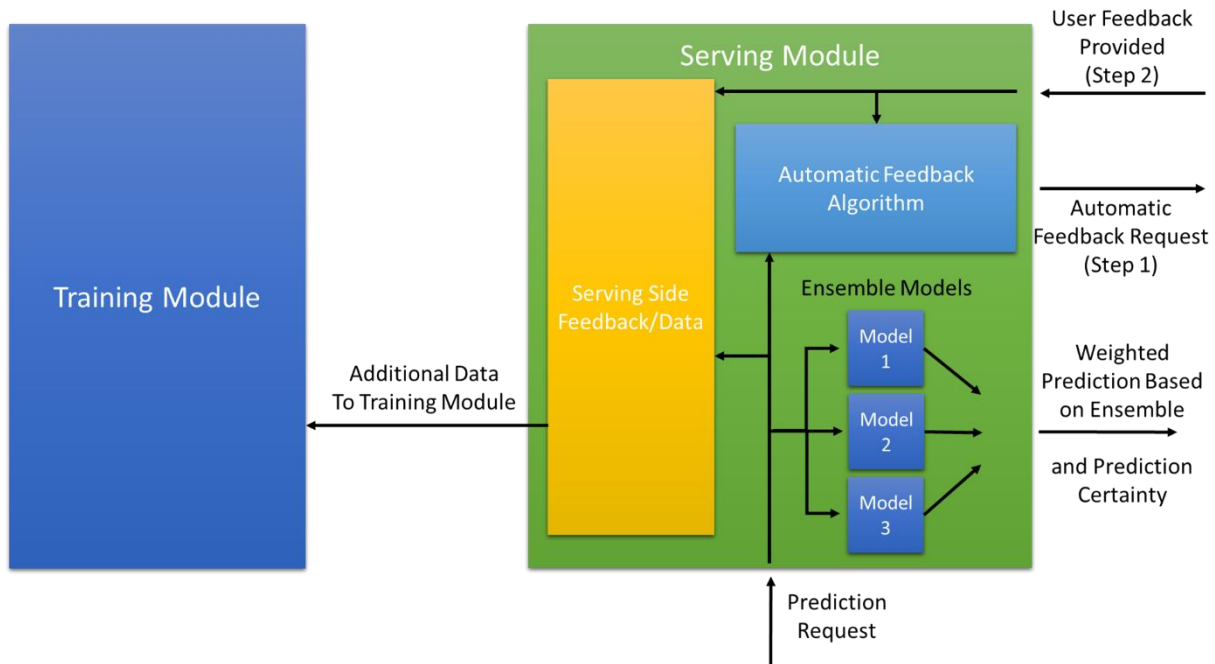 Training Module
Additional Data
To Training Module
Serving Module
Serving Side
Feedback/Data
Automatic Feedback
Algorithm
Ensemble Models
Model
1
Model
2
Model
3
Prediction
Request
User Feedback
Provided
(Step 2)
Automatic
Feedback Request
(Step 1)
Weighted
Prediction Based
on Ensemble
and Prediction
Certainty